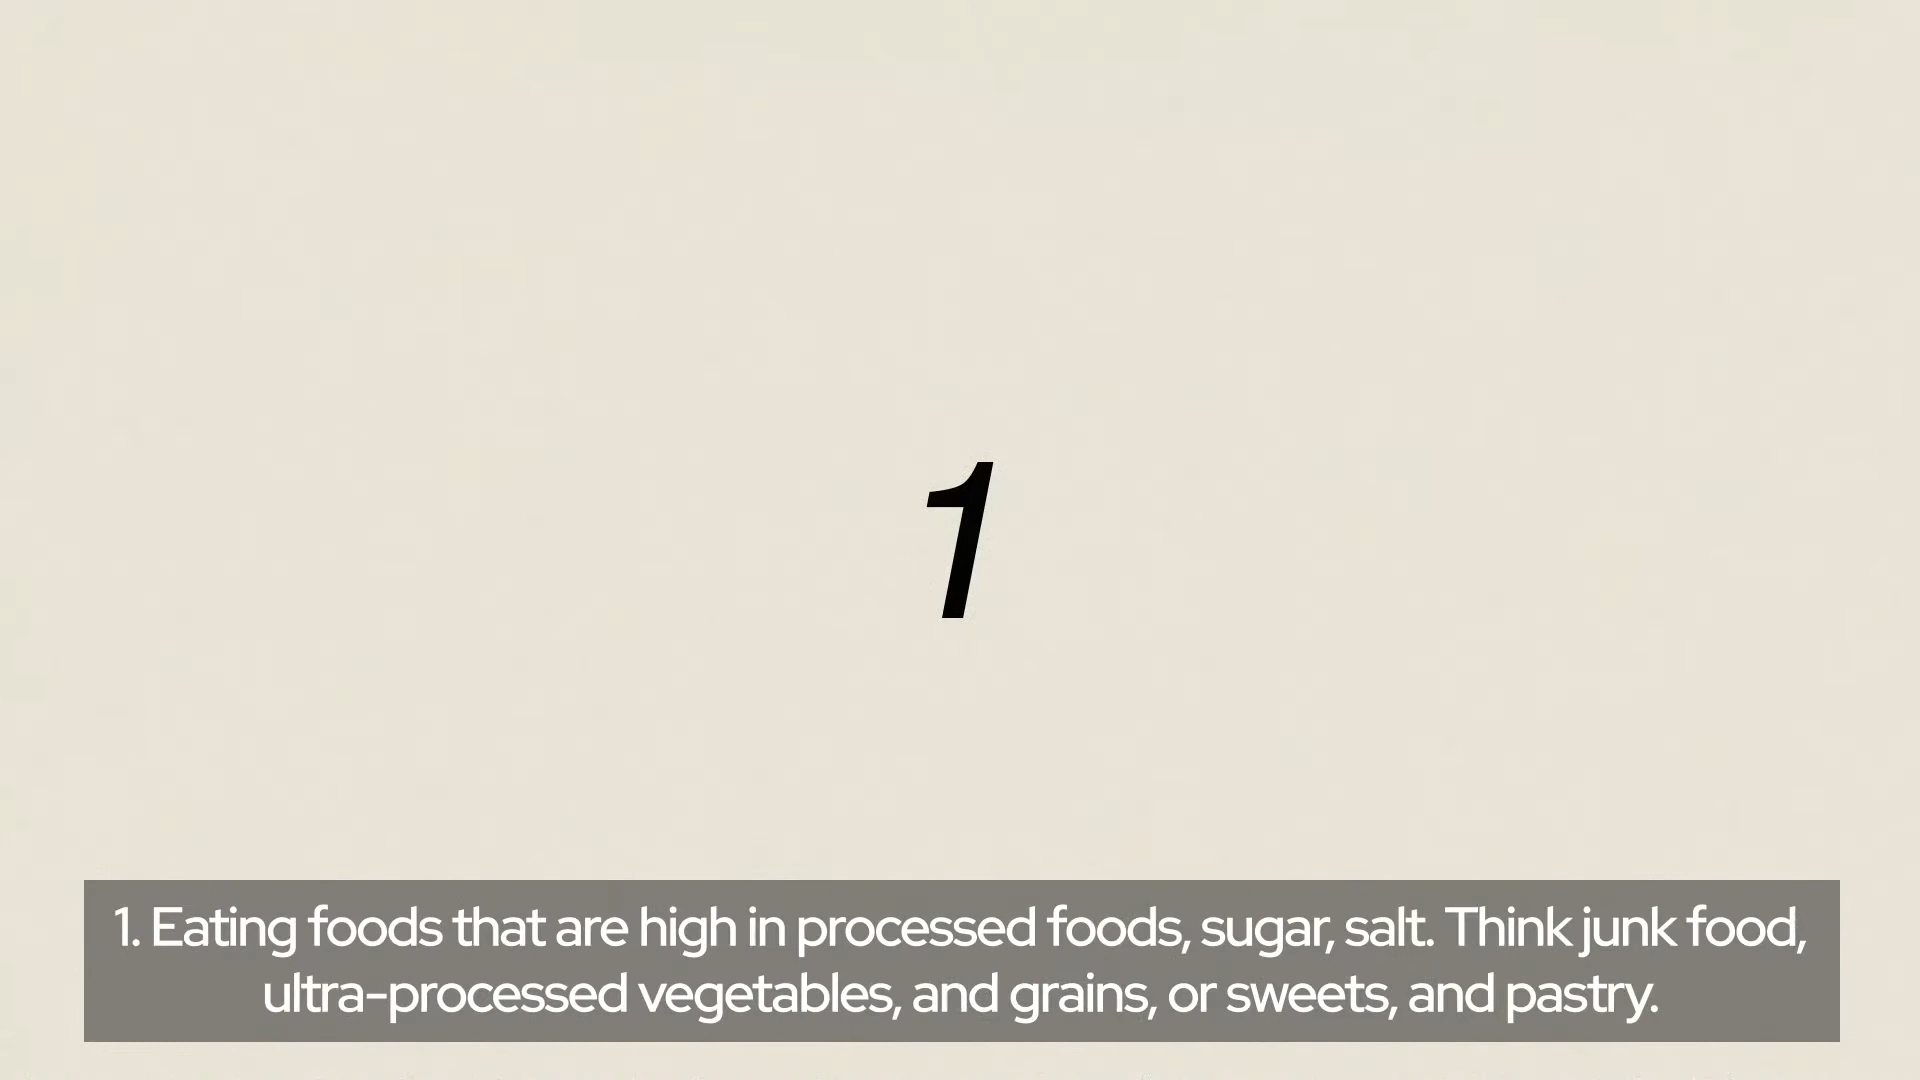 1
1. Eating foods that are high in processed foods, sugar, salt. Think junk food,
ultra-processed vegetables, and grains, or sweets, and pastry.